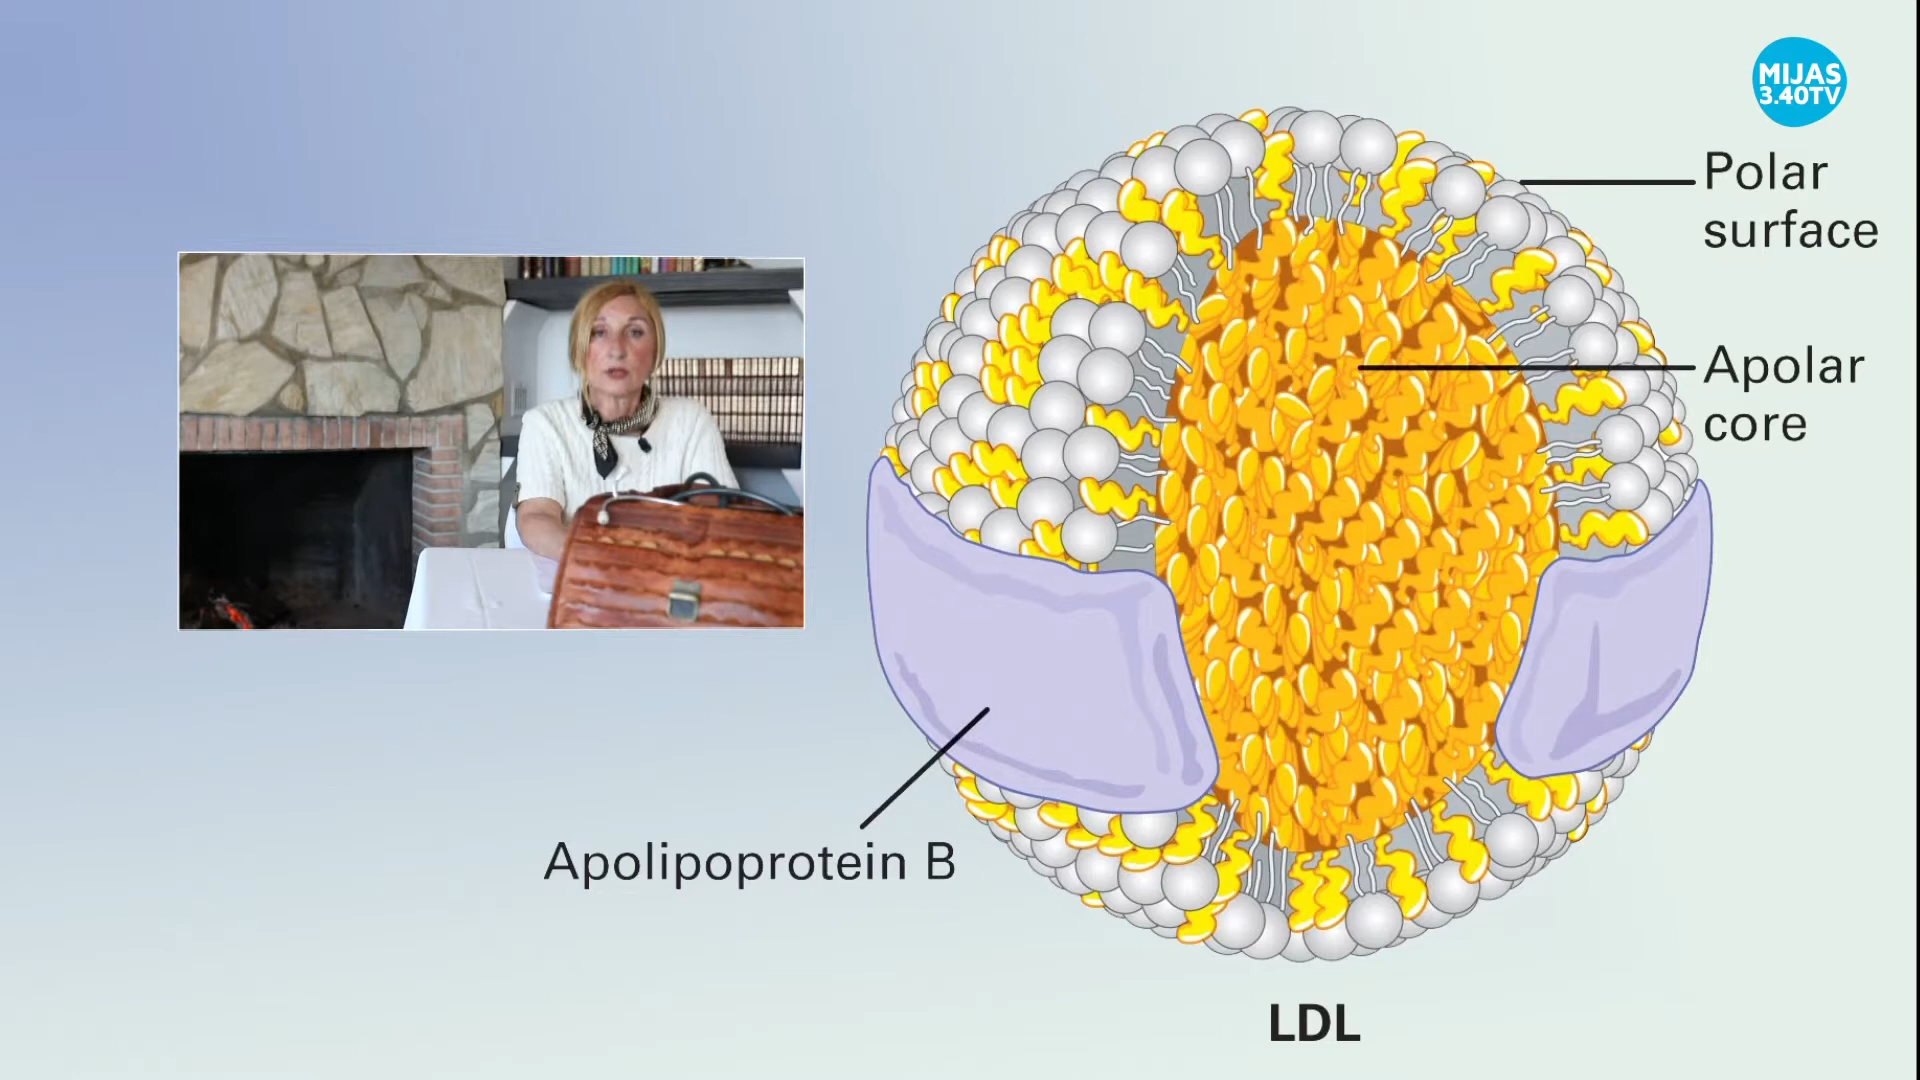 MIJAS
3.40TV
Polar
surface
Apolar
core
Apolipoprotein B
LDL